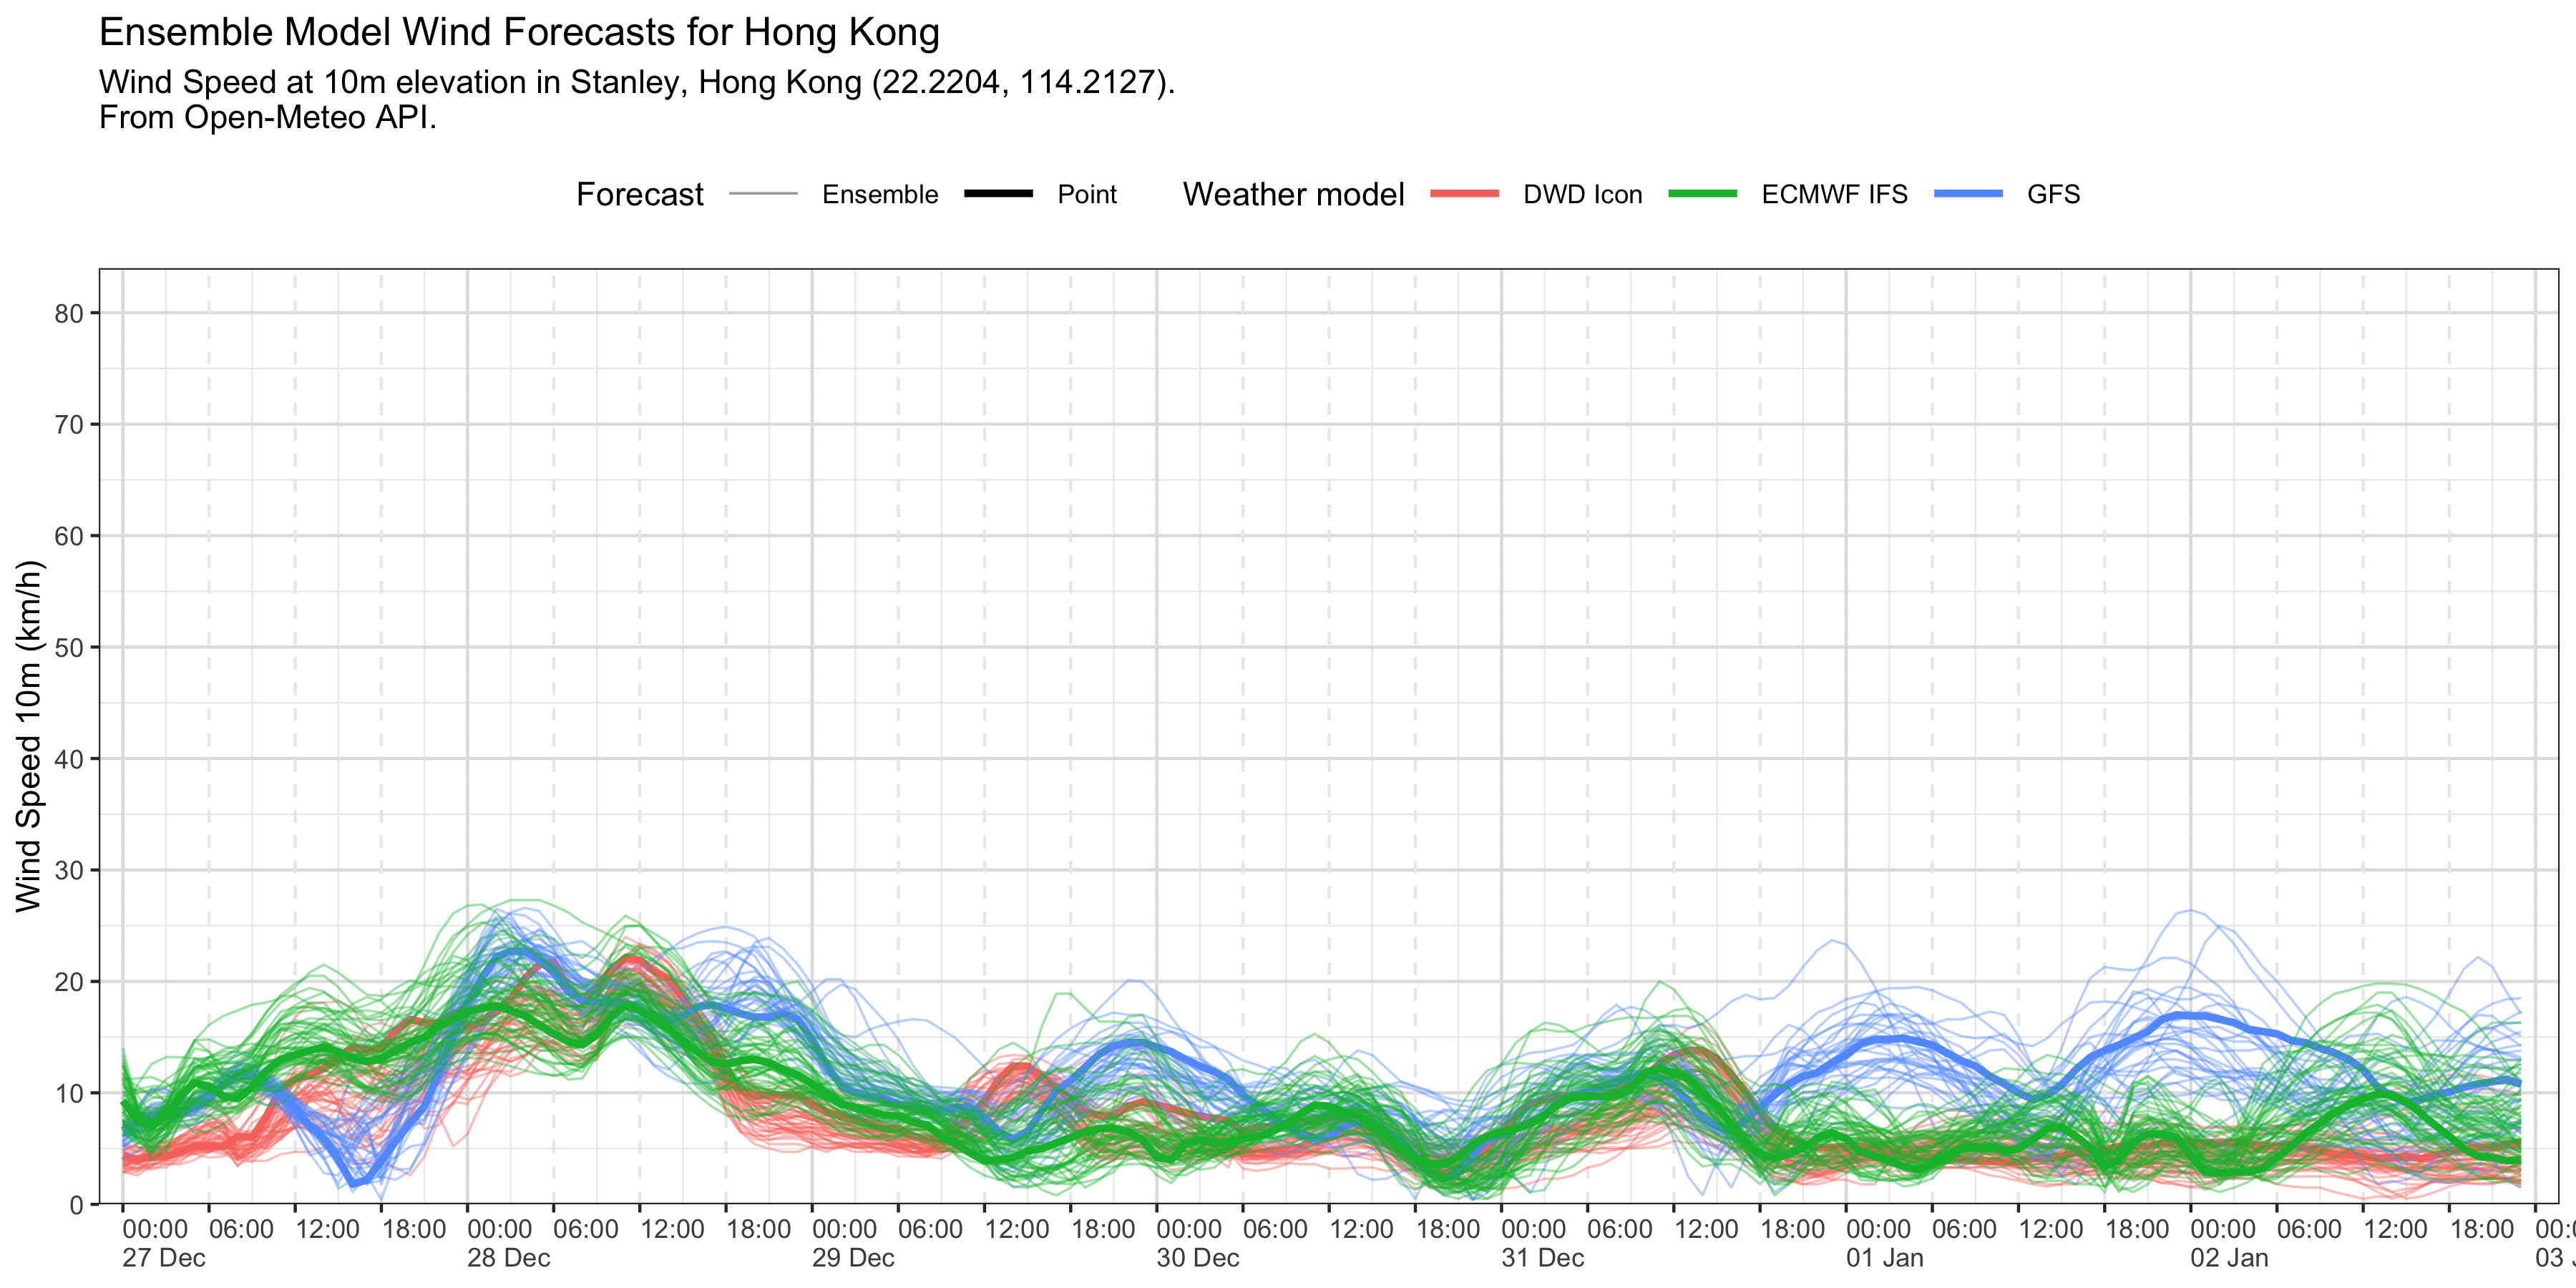 Ensemble Model Wind Forecasts for Hong Kong
Wind Speed at 10m elevation in Stanley, Hong Kong (22.2204, 114.2127).
From Open-Meteo API.
Forecast Ensemble Point Weather model DWD Icon ECMWF IFS GFS
Wind Speed 10m (km/h)
80
70
60
50
40
30
20
10
0
00:00 06:00 12:00 18:00 00:00 06:00 12:00 18:00 00:00 06:00 12:00 18:00 00:00 06:00 12:00 18:00 00:00 06:00 12:00 18:00 00:00 06:00 12:00 18:00 00:00 06:00 12:00 18:00
27 Dec 28 Dec 29 Dec 30 Dec 31 Dec 01 Jan 02 Jan 03